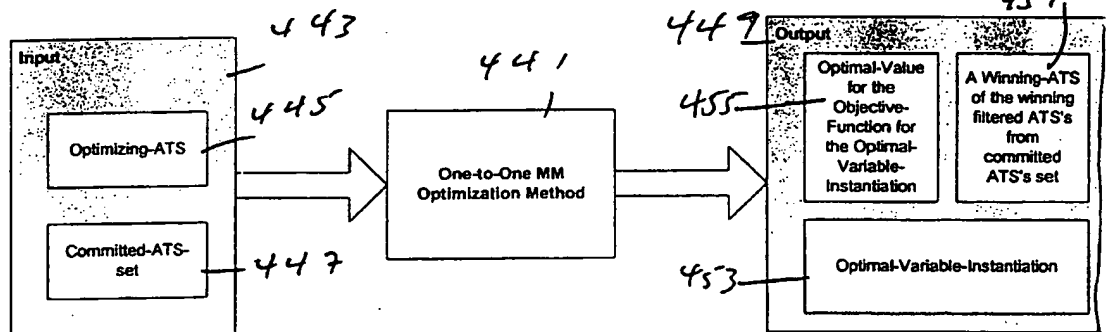 443
449
Input
441
Output
445
455
Optimal-Value
for the
Objective-
Function for
the Optimal-
Variable-
Instantiation
A Winning-ATS
of the winning
filtered ATS's
from
committed
ATS's set
Optimizing-ATS
One-to-One MM
Optimization Method
Committed-ATS-
set
447
453
Optimal-Variable-Instantiation